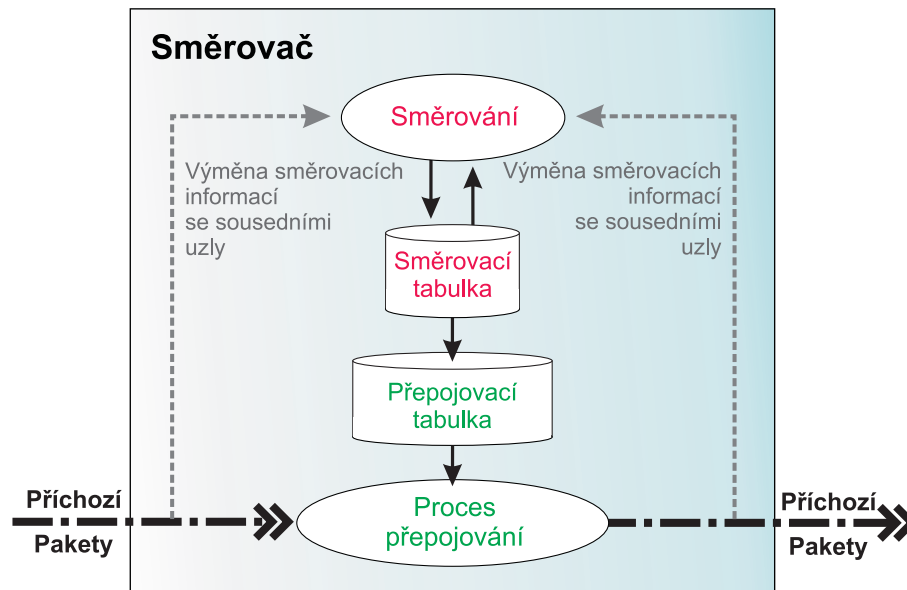 Směrovač
Směrování
Výměna směrovacích
informací
se sousedními
uzly
Výměna směrovacích
informací
se sousedními
uzly
Směrovací
tabulka
Přepojovací
tabulka
Proces
přepojování
Příchozí
Pakety
Příchozí
Pakety